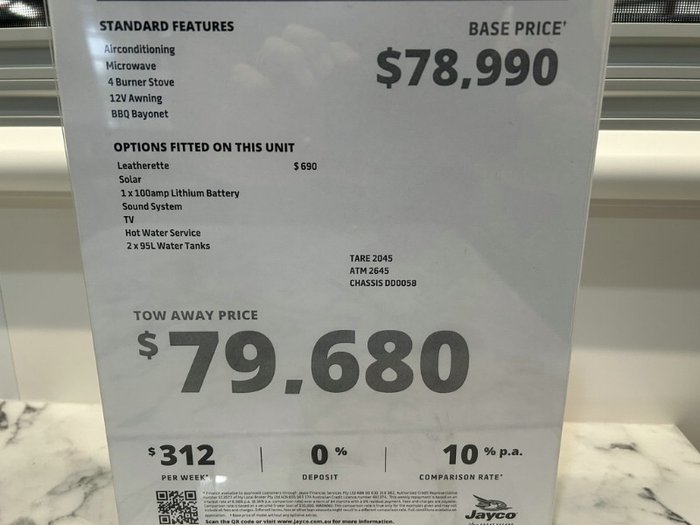 STANDARD FEATURES
BASE PRICE'
Airconditioning
Microwave
4 Burner Stove
12V Awning
BBQ Bayonet
$78,990
OPTIONS FITTED ON THIS UNIT
Leatherette $690
Solar
1 x 100amp Lithium Battery
Sound System
TV
Hot Water Service
2 x 95L Water Tanks
TARE 2045
ATM 2645
CHASSIS DD0058
TOW AWAY PRICE
$79.680
$312 0% 10% p.a.
PER WEEK* DEPOSIT COMPARISON RATE*
Scan the QR code or visit www.jayco.com.au for more information.
Jayco